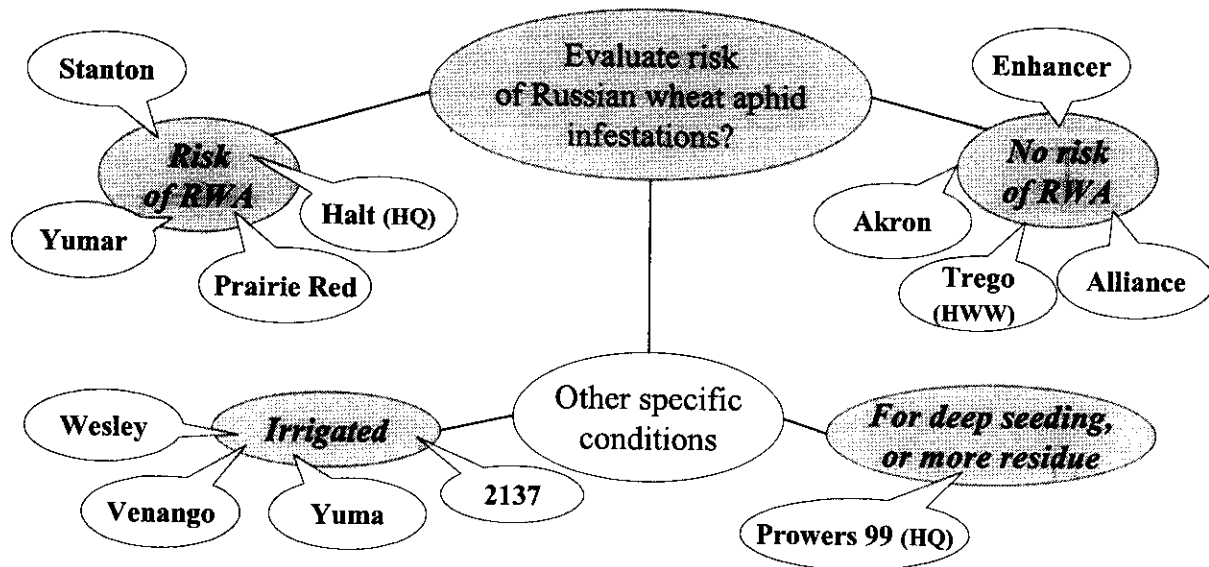 Stanton
Evaluate risk
of Russian wheat aphid
infestations?
Enhancer
Risk
of RWA
No risk
of RWA
Halt (HQ)
Yumar
Prairie Red
Akron
Trego
(HWW)
Alliance
Other specific
conditions
Wesley
Irrigated
For deep seeding,
or more residue
Venango
Yuma
2137
Prowers 99 (HQ)